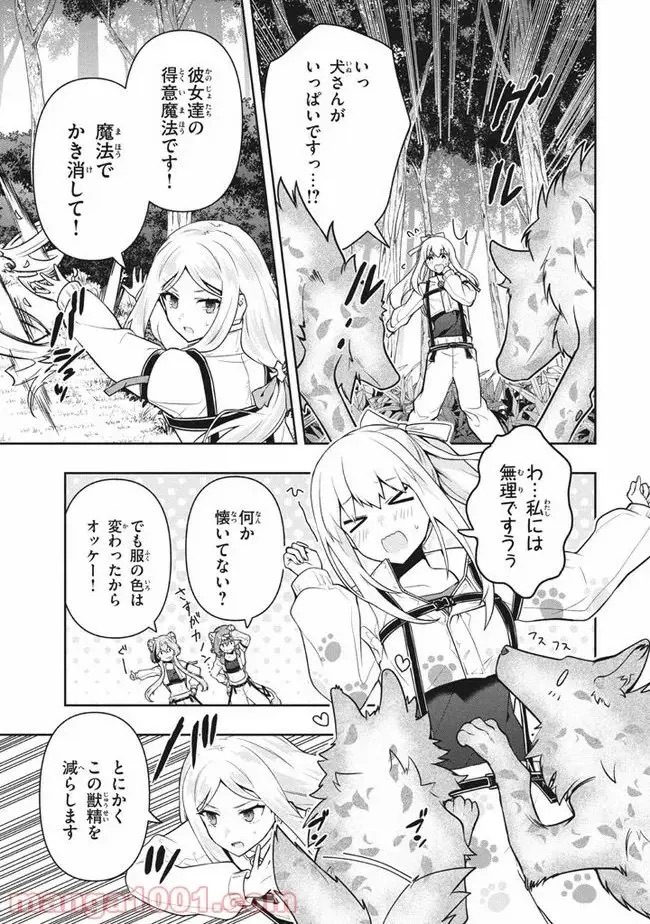 いっ
犬さんが
いっぱいですっ…!?
彼女達の
得意魔法です！
魔法で
かき消して！
わ…私には
無理ですうぅ
フスフス
何か
懐いてない？
さすがカノ
でも服の色は
変わったから
オッケー！
とにかく
この獣精を
減らします
manga1001.com